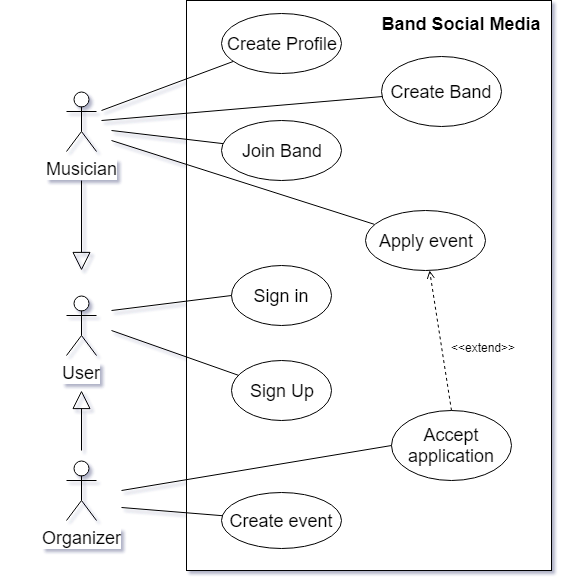 Band Social Media
Create Profile
Create Band
Join Band
Musician
Apply event
Sign in
<<extend>>
User
Sign Up
Accept
application
Create event
Organizer